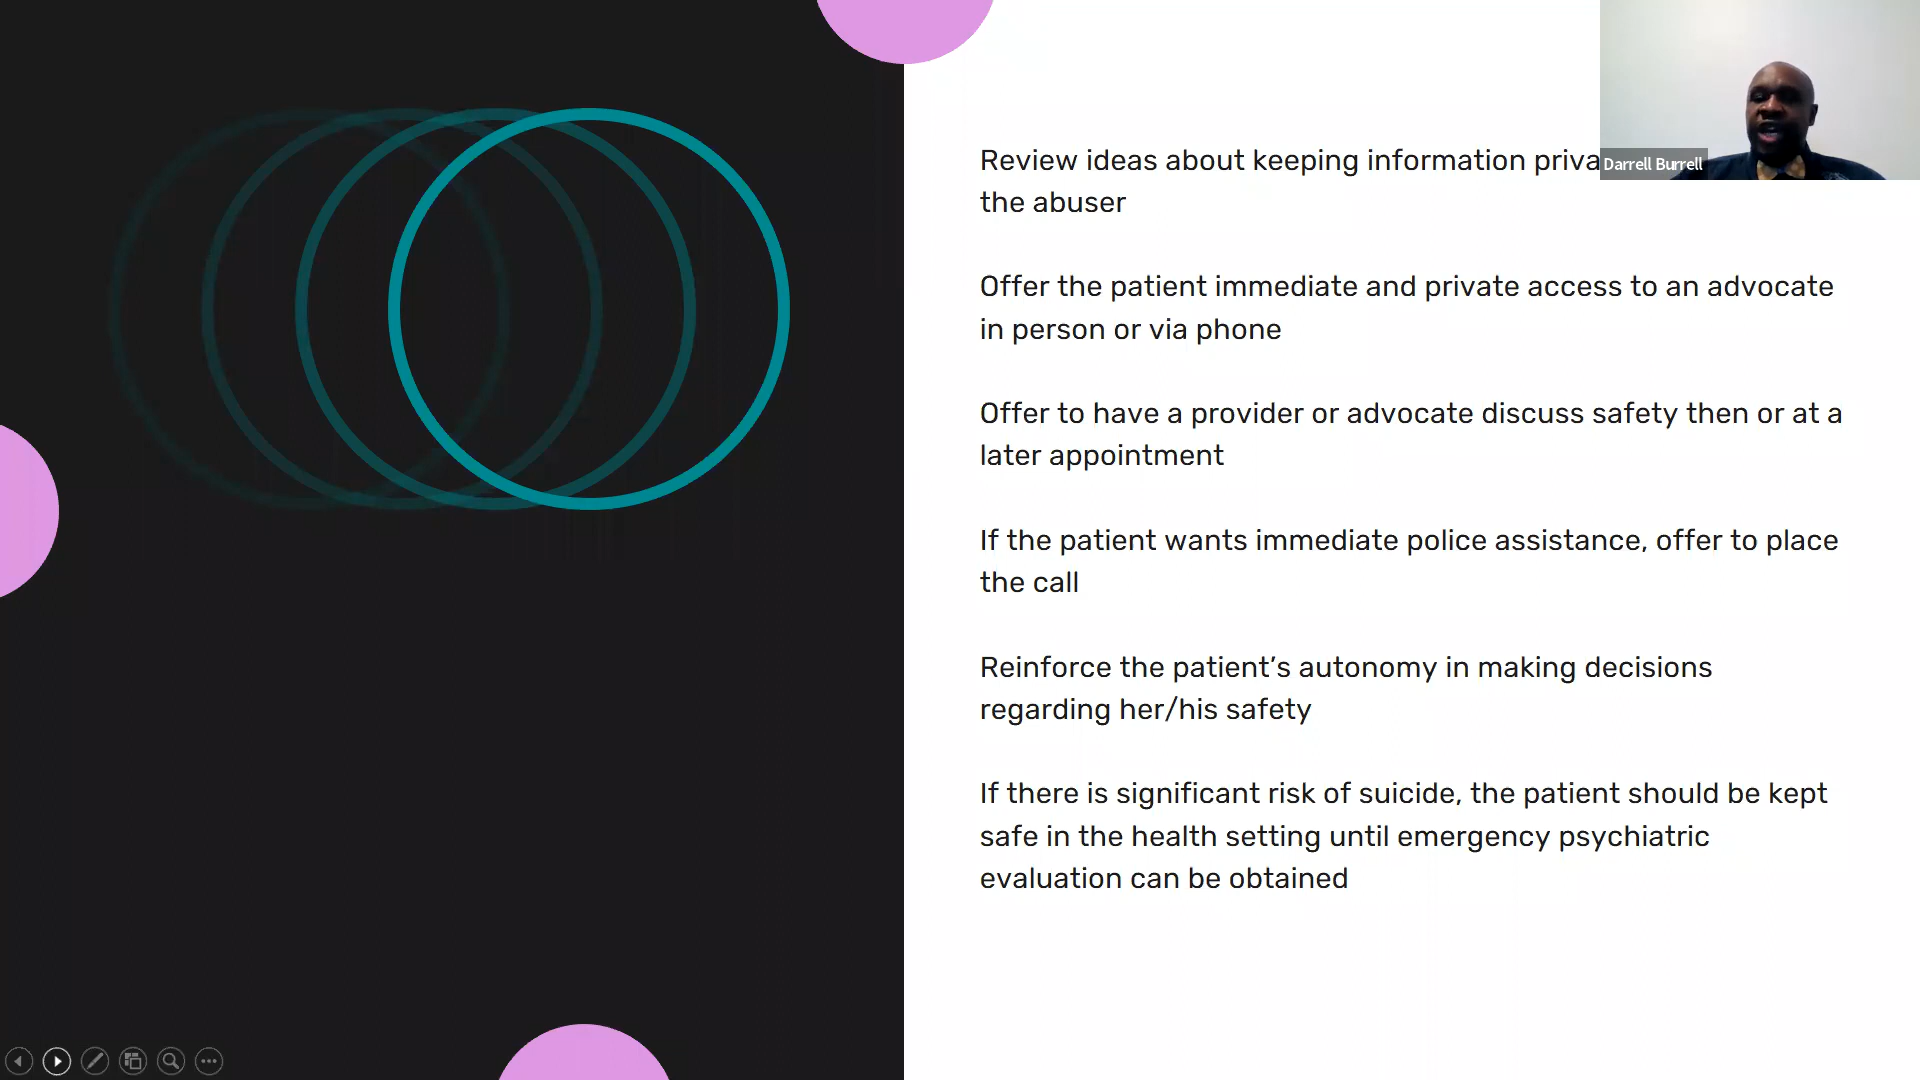 Review ideas about keeping information priva
Darrell Burrell
the abuser
Offer the patient immediate and private access to an advocate
in person or via phone
Offer to have a provider or advocate discuss safety then or at a
later appointment
If the patient wants immediate police assistance, offer to place
the call
Reinforce the patient’s autonomy in making decisions
regarding her/his safety
If there is significant risk of suicide, the patient should be kept
safe in the health setting until emergency psychiatric
evaluation can be obtained